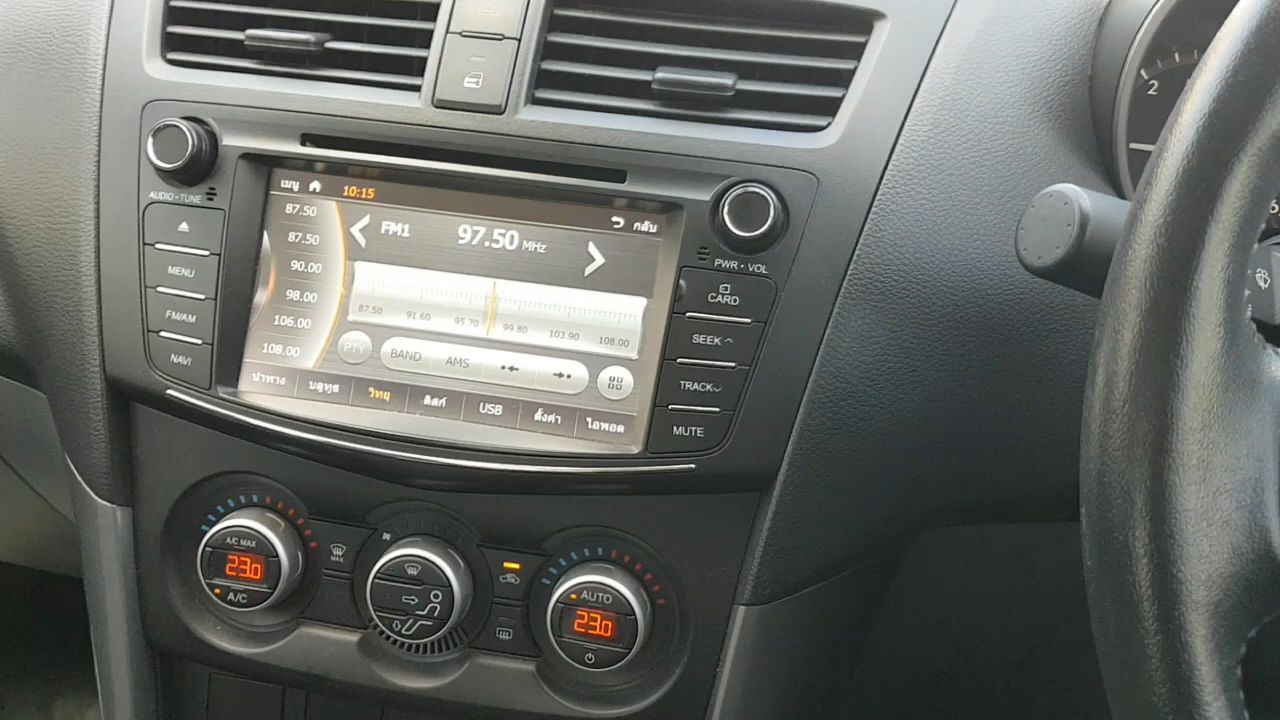 2
AUDIO•TUNE
MENU
FM/AM
NAVI
เมนู
10:15
กลับ
FM1
97.50 MHz
87.50
87.50
90.00
98.00
106.00
108.00
87.50 91.60 95.70 99.80 103.90 108.00
PTY
BAND AMS
นำทาง บลูทูธ วิทยุ ดิสก์ USB ตั้งค่า ไอพอด
PWR•VOL
CARD
SEEK
TRACK
MUTE
A/C MAX
23.0
A/C
MAX
AUTO
23.0
6